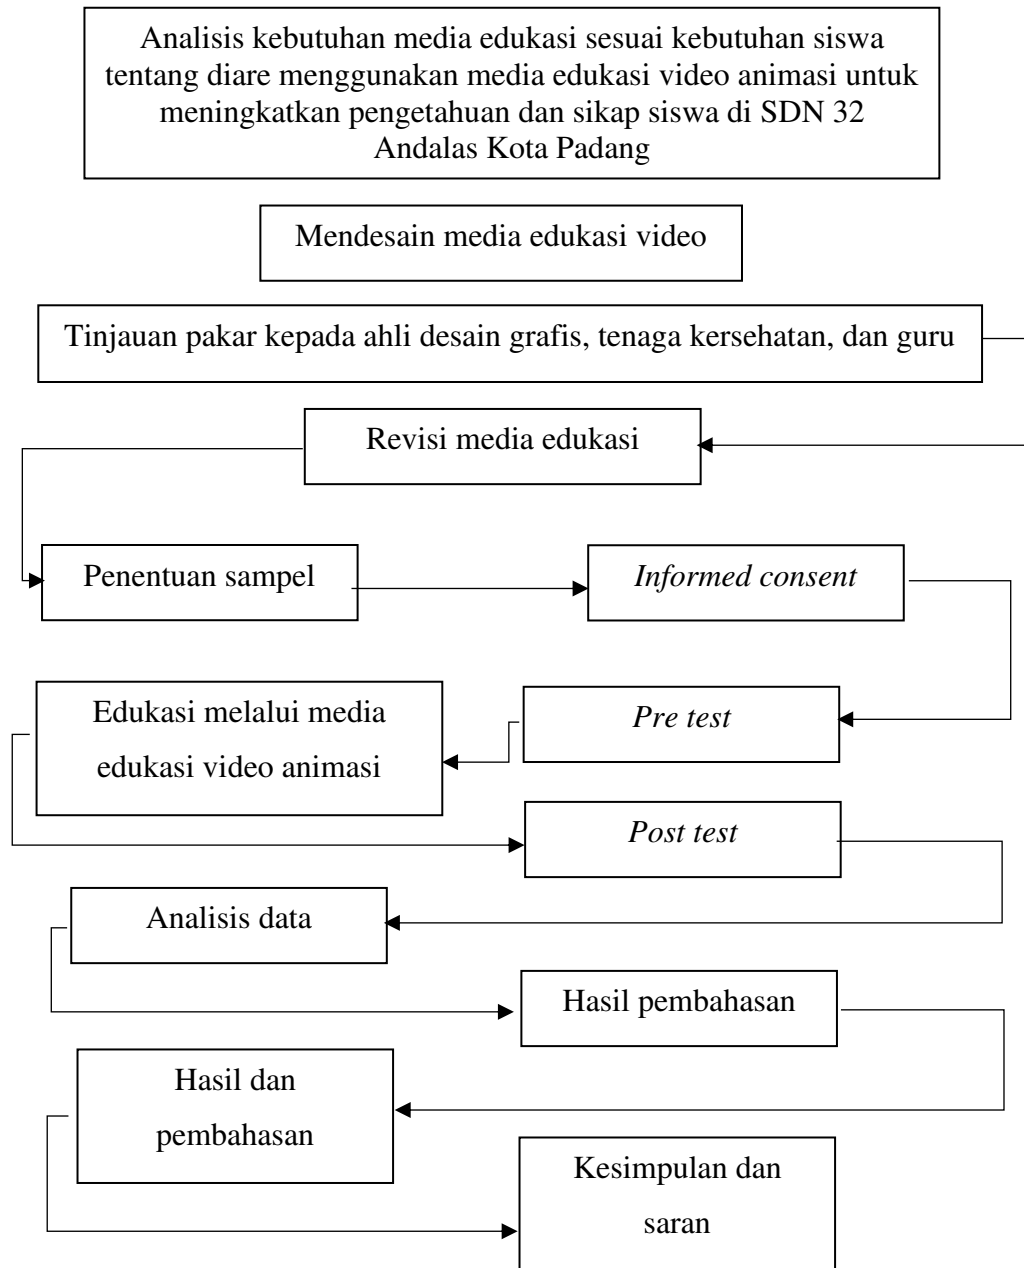 Analisis kebutuhan media edukasi sesuai kebutuhan siswa
tentang diare menggunakan media edukasi video animasi untuk
meningkatkan pengetahuan dan sikap siswa di SDN 32
Andalas Kota Padang
Mendesain media edukasi video
Tinjauan pakar kepada ahli desain grafis, tenaga kersehatan, dan guru
Revisi media edukasi
Penentuan sampel
Informed consent
Pre test
Edukasi melalui media
edukasi video animasi
Post test
Analisis data
Hasil pembahasan
Hasil dan
pembahasan
Kesimpulan dan
saran